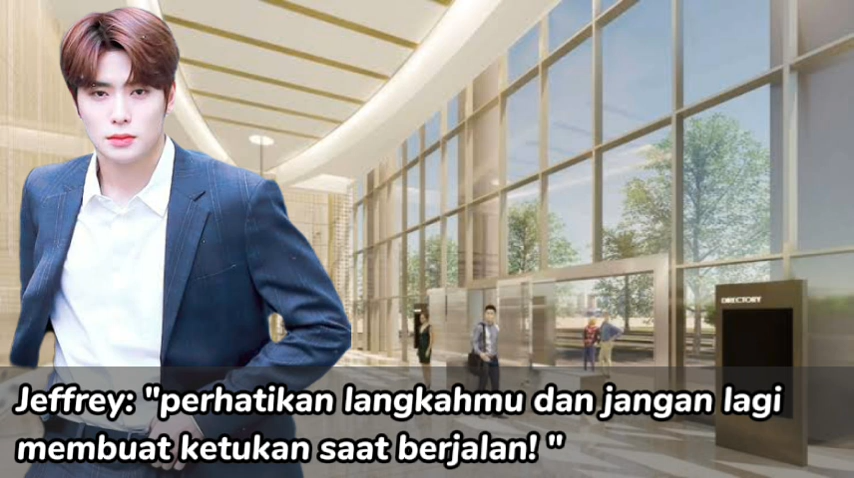 DIRECTORY
Jeffrey: "perhatikan langkahmu dan jangan lagi
membuat ketukan saat berjalan! "